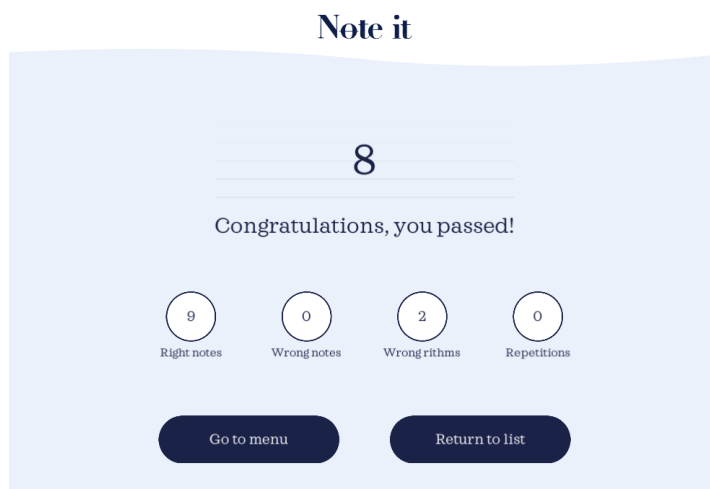 Note it
8
Congratulations, you passed!
9 0 2 0
Right notes Wrong notes Wrong rithms Repetitions
Go to menu Return to list